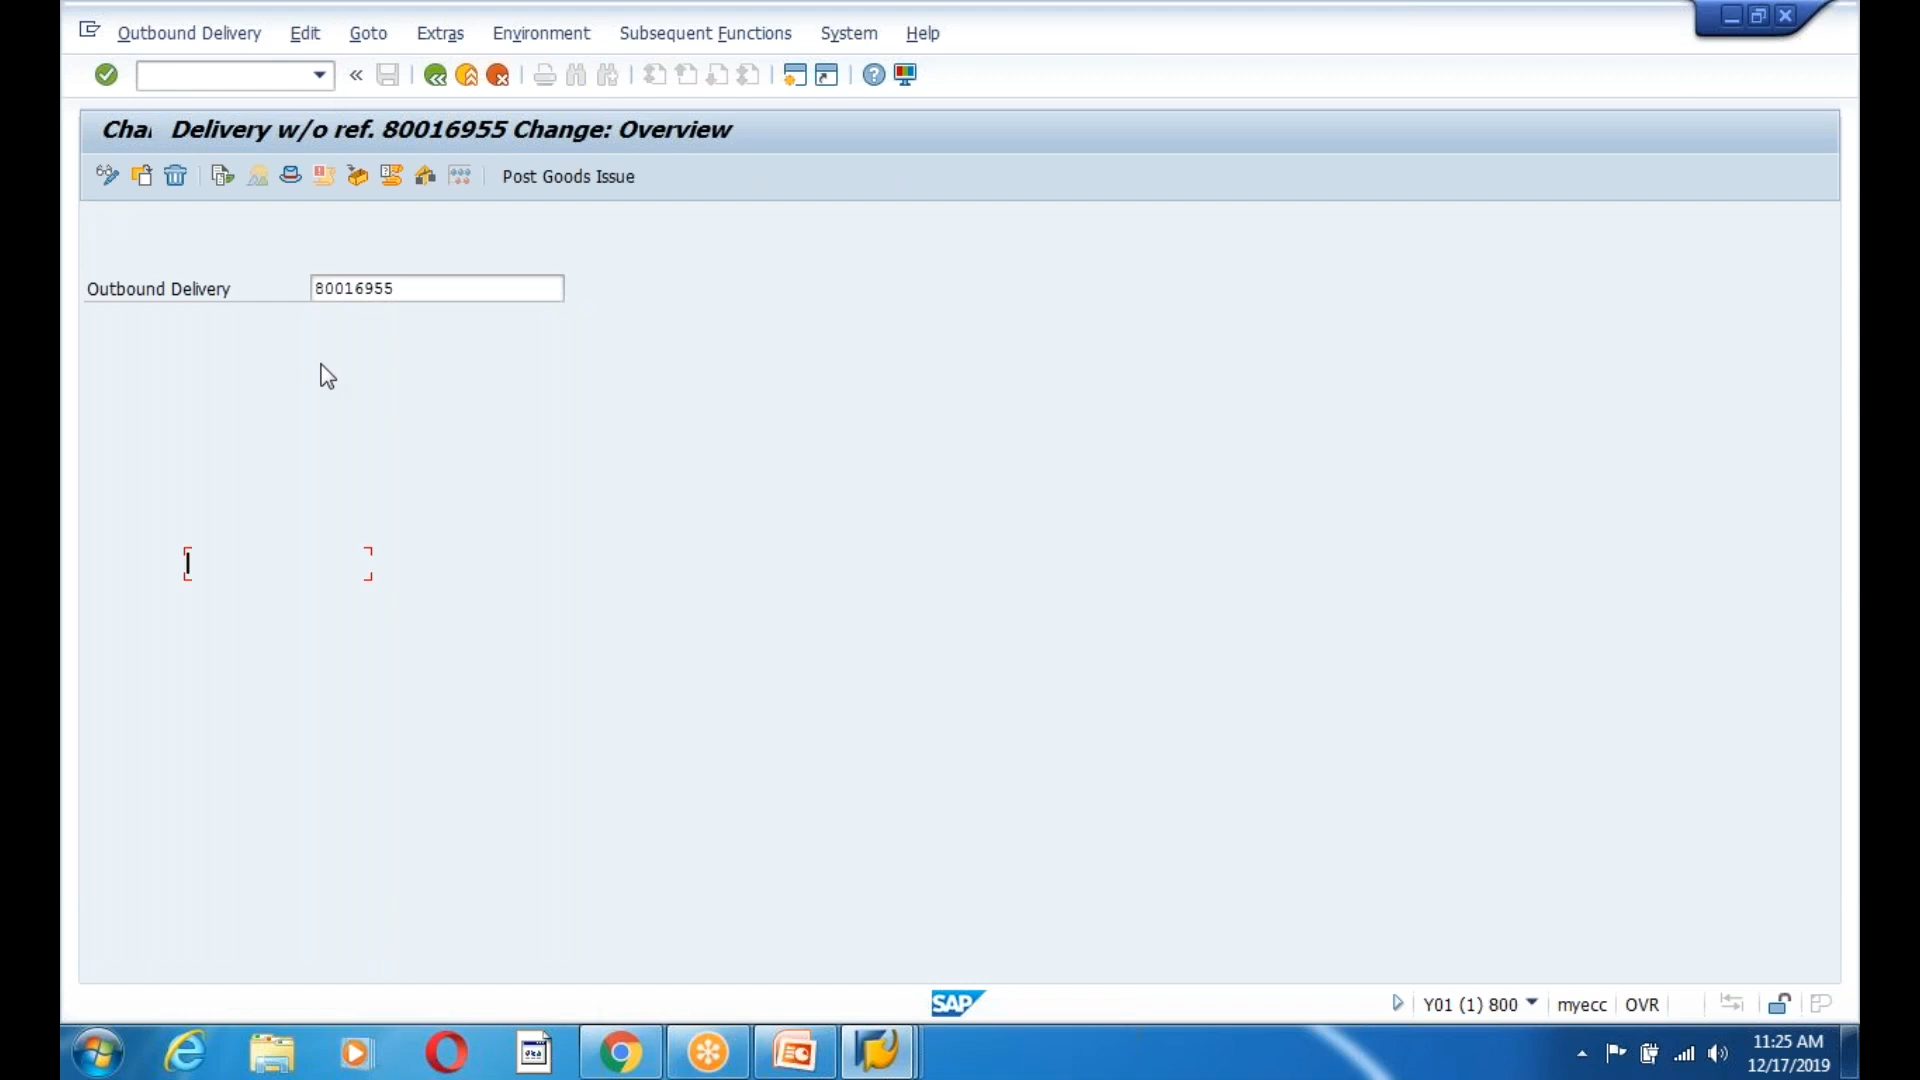 Outbound Delivery Edit Goto Extras Environment Subsequent Functions System Help
Delivery w/o ref. 80016955 Change: Overview
Post Goods Issue
Outbound Delivery 80016955
SAP
Y01 (1) 800 myecc OVR
11:25 AM
12/17/2019